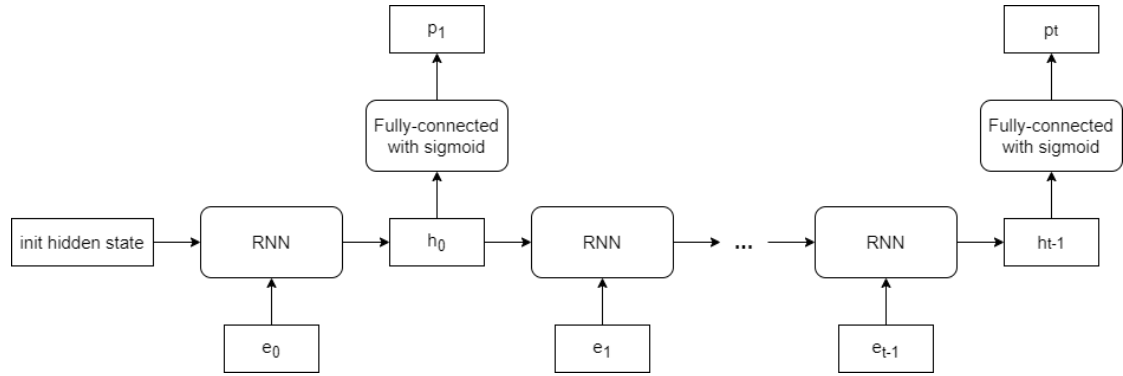 p₁
pt
Fully-connected
with sigmoid
Fully-connected
with sigmoid
init hidden state
RNN
h₀
RNN
...
RNN
ht-1
e₀
e₁
eₜ₋₁